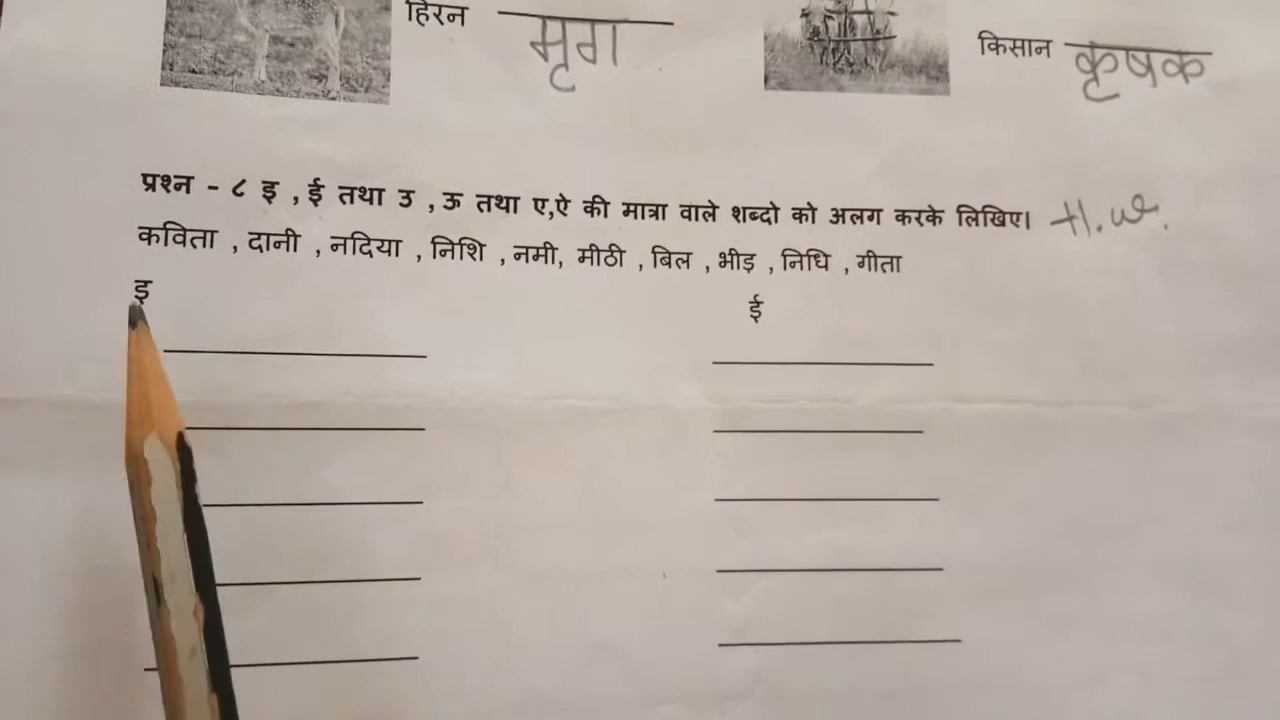 हिरन मृग किसान कृषक
प्रश्न - ८ इ , ई तथा उ , ऊ तथा ए,ऐ की मात्रा वाले शब्दो को अलग करके लिखिए। H.W.
कविता , दानी , नदिया , निशि , नमी, मीठी , बिल , भीड़ , निधि , गीता
इ ई